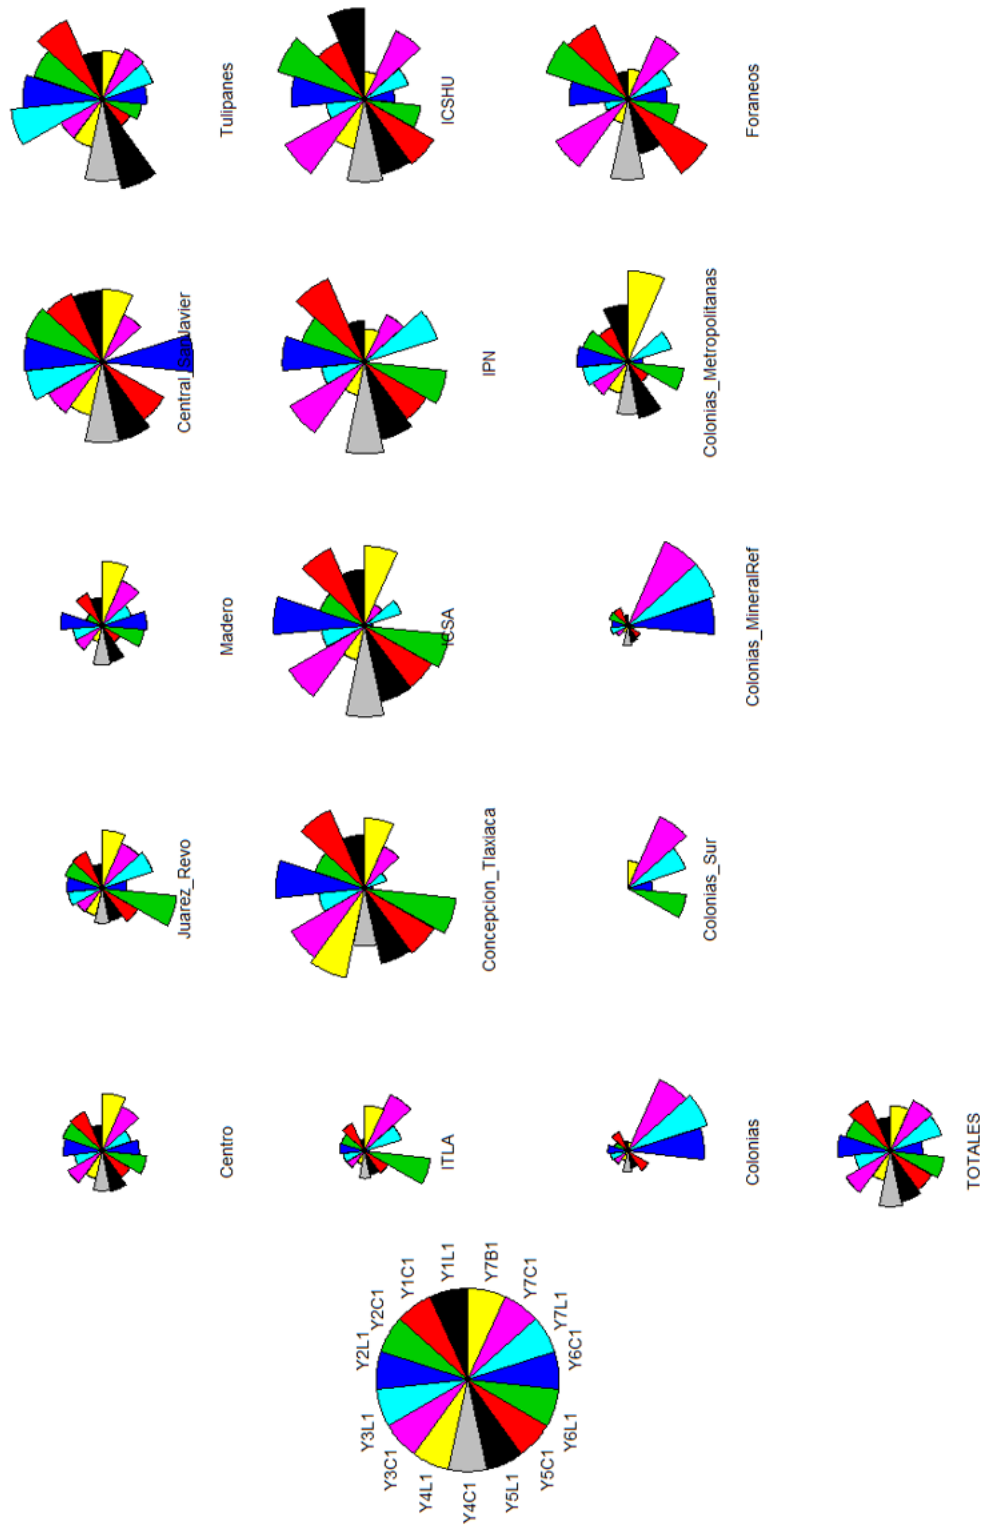 Centro
Juarez_Revo
Madero
Central_SanJavier
Tulipanes
ITLA
Concepcion_Tlaxiaca
ICSA
IPN
ICSHU
Colonias
Colonias_Sur
Colonias_MineralRef
Colonias_Metropolitanas
Foraneos
TOTALES
Y1L1
Y1C1
Y2C1
Y2L1
Y3L1
Y3C1
Y4L1
Y4C1
Y5L1
Y5C1
Y6L1
Y6C1
Y7L1
Y7C1
Y7B1